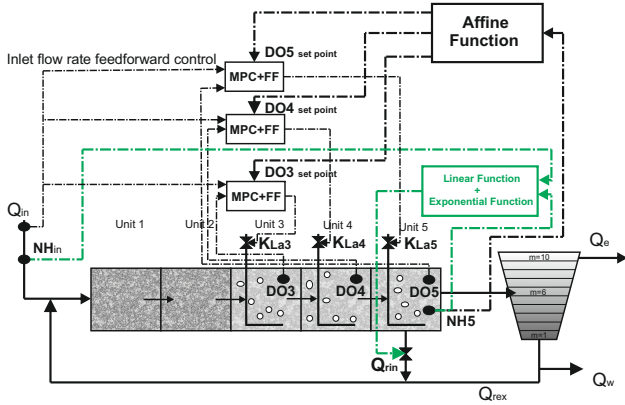 Affine
Function
Inlet flow rate feedforward control
DO5 set point
MPC+FF
DO4 set point
MPC+FF
DO3 set point
MPC+FF
Linear Function
+
Exponential Function
Qin
NHin
Unit 1
Unit 2
Unit 3
Unit 4
Unit 5
KLa3
KLa4
KLa5
DO3
DO4
DO5
NH5
m=10
m=6
m=1
Qe
Qrin
Qw
Qrex